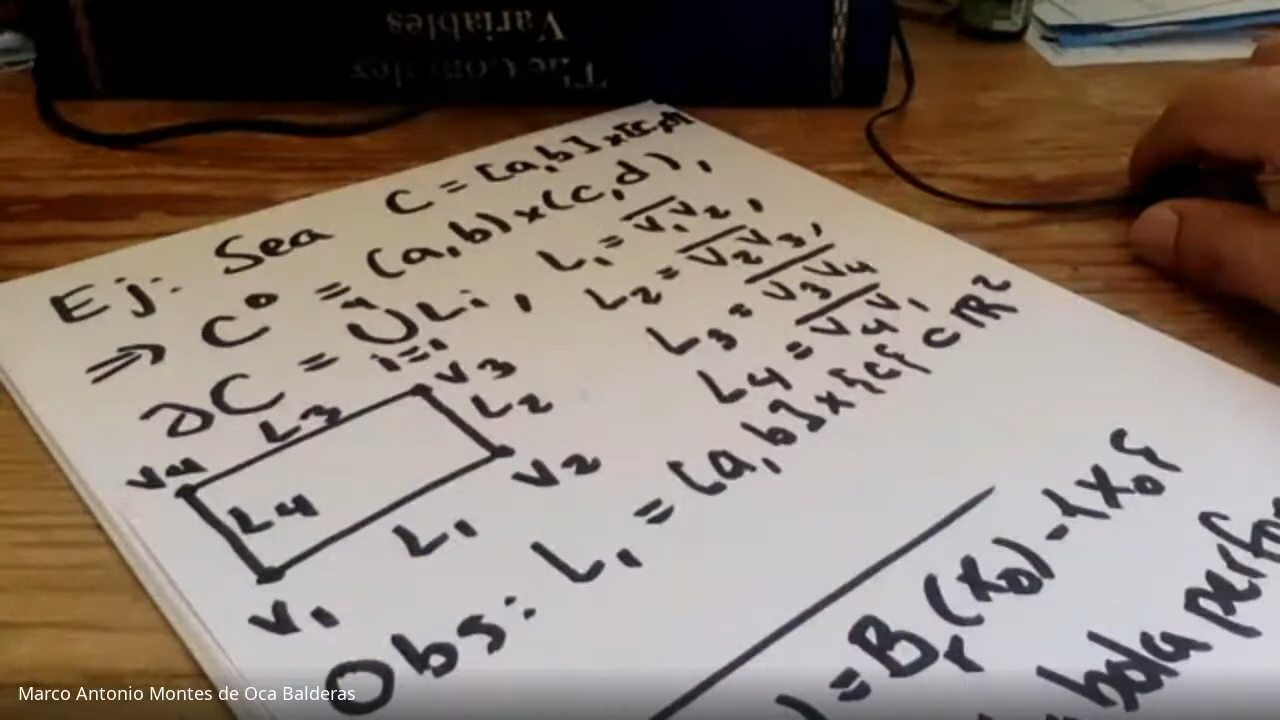 The Complex
Variables
Ej: Sea C = [a,b]×[c,d]
⇒ C° = (a,b)×(c,d),
∂C = ⋃ Li, L₁ = V₁V₂,
i=1
4
L₂ = V₂V₃,
L₃ = V₃V₄
L₄ = V₄V₁
V₃
L₃
L₂
V₄
V₂
L₄
L₁
V₁
Obs: L₁ = [a,b]×{c} ⊂ ℝ²
) = Bᵣ(x₀) - {x₀}
bola perfo
Marco Antonio Montes de Oca Balderas